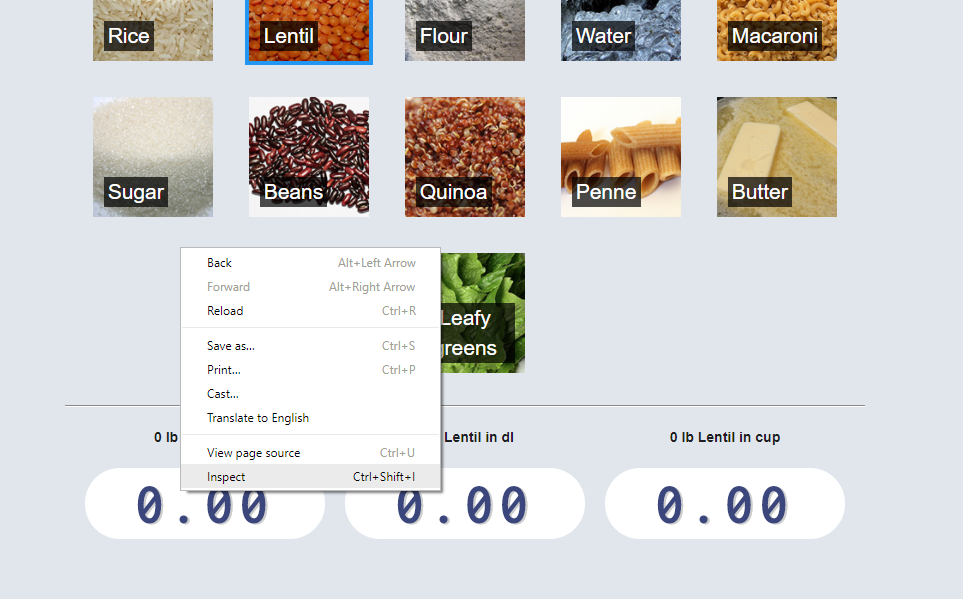 Rice
Lentil
Flour
Water
Macaroni
Sugar
Beans
Quinoa
Penne
Butter
Back Alt+Left Arrow
Forward Alt+Right Arrow
Reload Ctrl+R
Save as... Ctrl+S
Print... Ctrl+P
Cast...
Translate to English
View page source Ctrl+U
Inspect Ctrl+Shift+I
Leafy
greens
0 lb
Lentil in dl
0 lb Lentil in cup
0.00
0.00
0.00